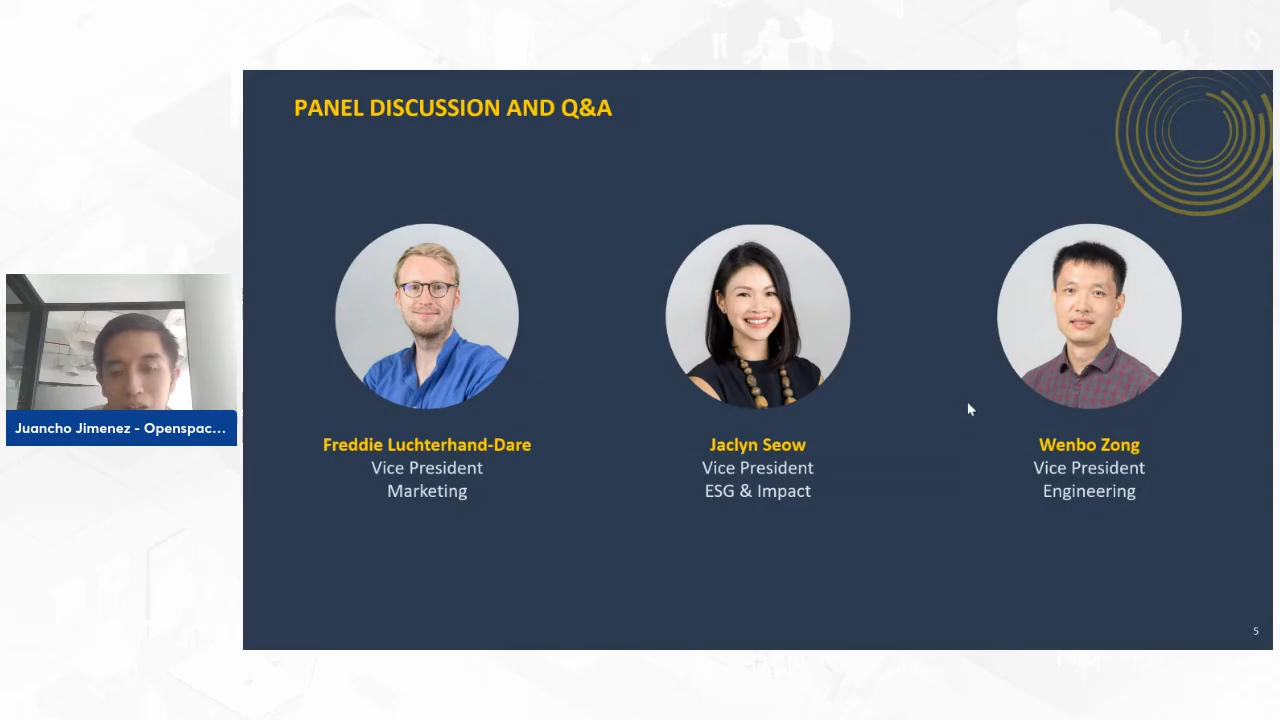 PANEL DISCUSSION AND Q&A
Juancho Jimenez - Openspac...
Freddie Luchterhand-Dare
Vice President
Marketing
Jaclyn Seow
Vice President
ESG & Impact
Wenbo Zong
Vice President
Engineering
5